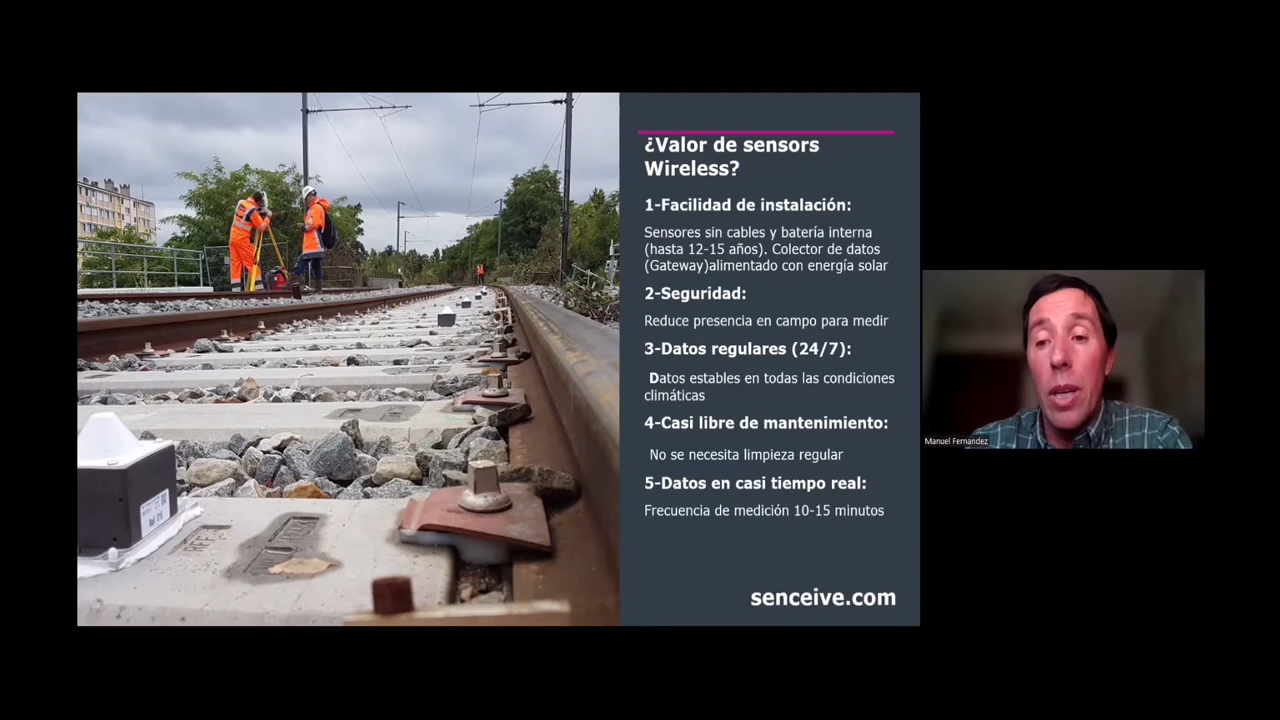 ¿Valor de sensors
Wireless?
1-Facilidad de instalación:
Sensores sin cables y batería interna
(hasta 12-15 años). Colector de datos
(Gateway)alimentado con energía solar
2-Seguridad:
Reduce presencia en campo para medir
3-Datos regulares (24/7):
Datos estables en todas las condiciones
climáticas
4-Casi libre de mantenimiento:
No se necesita limpieza regular
5-Datos en casi tiempo real:
Frecuencia de medición 10-15 minutos
senceive.com
Manuel Fernandez